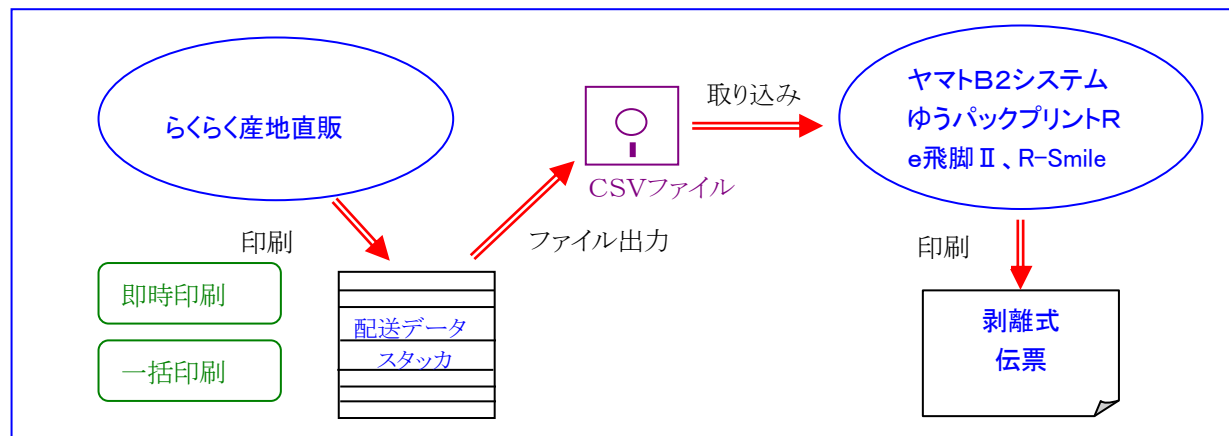 らくらく産地直販
印刷
即時印刷
一括印刷
配送データ
スタッカ
ファイル出力
CSVファイル
取り込み
ヤマトB2システム
ゆうパックプリントR
e飛脚Ⅱ、R-Smile
印刷
剥離式
伝票